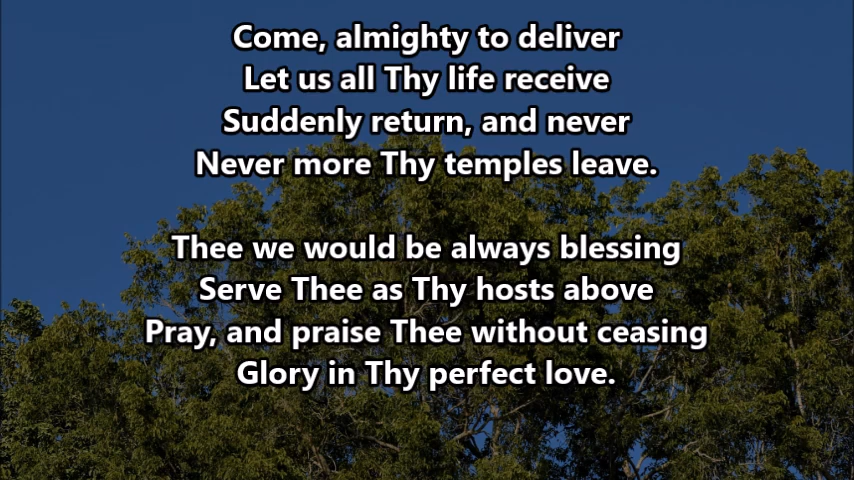 Come, almighty to deliver
Let us all Thy life receive
Suddenly return, and never
Never more Thy temples leave.
Thee we would be always blessing
Serve Thee as Thy hosts above
Pray, and praise Thee without ceasing
Glory in Thy perfect love.